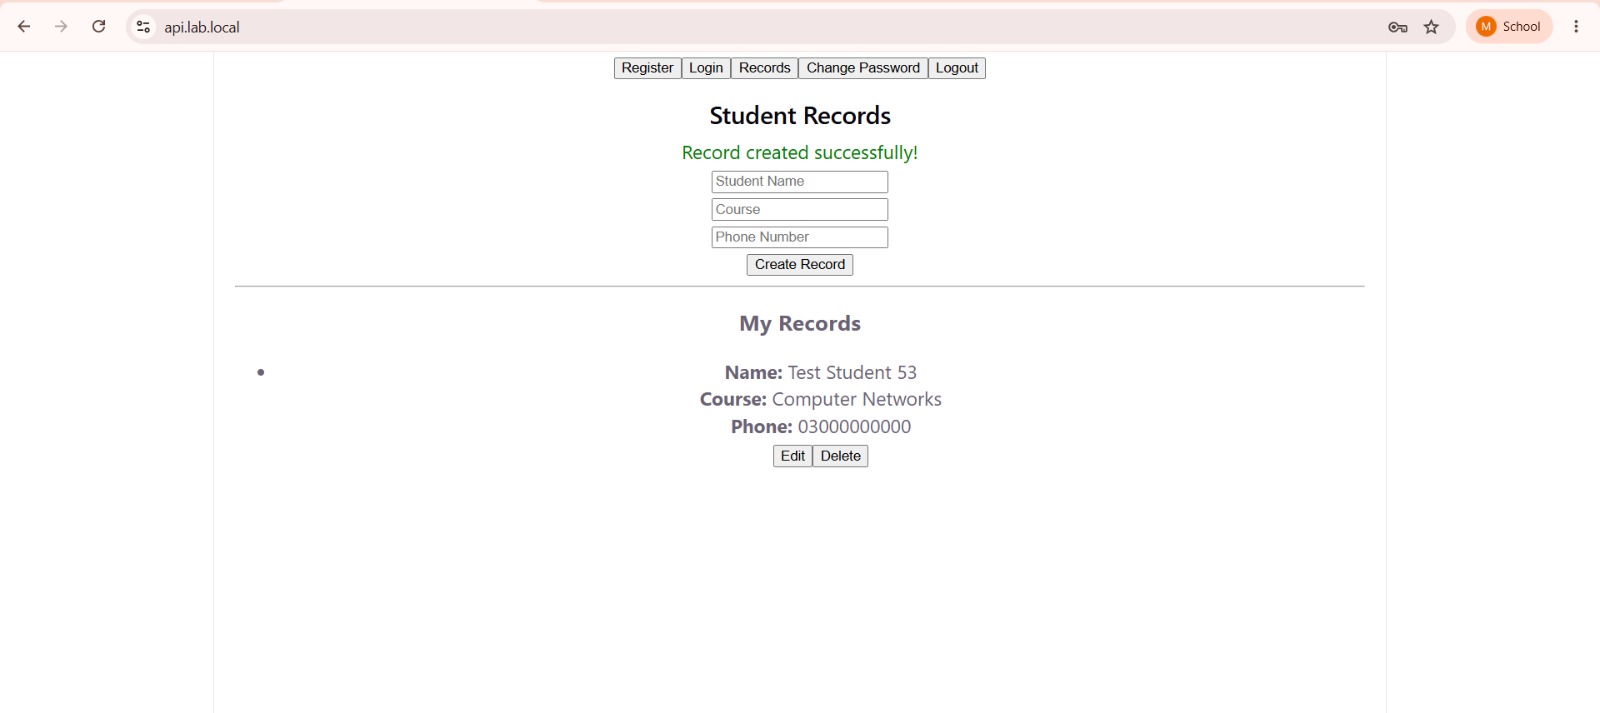 api.lab.local
M School
Register Login Records Change Password Logout
Student Records
Record created successfully!
Student Name
Course
Phone Number
Create Record
My Records
Name: Test Student 53
Course: Computer Networks
Phone: 03000000000
Edit Delete